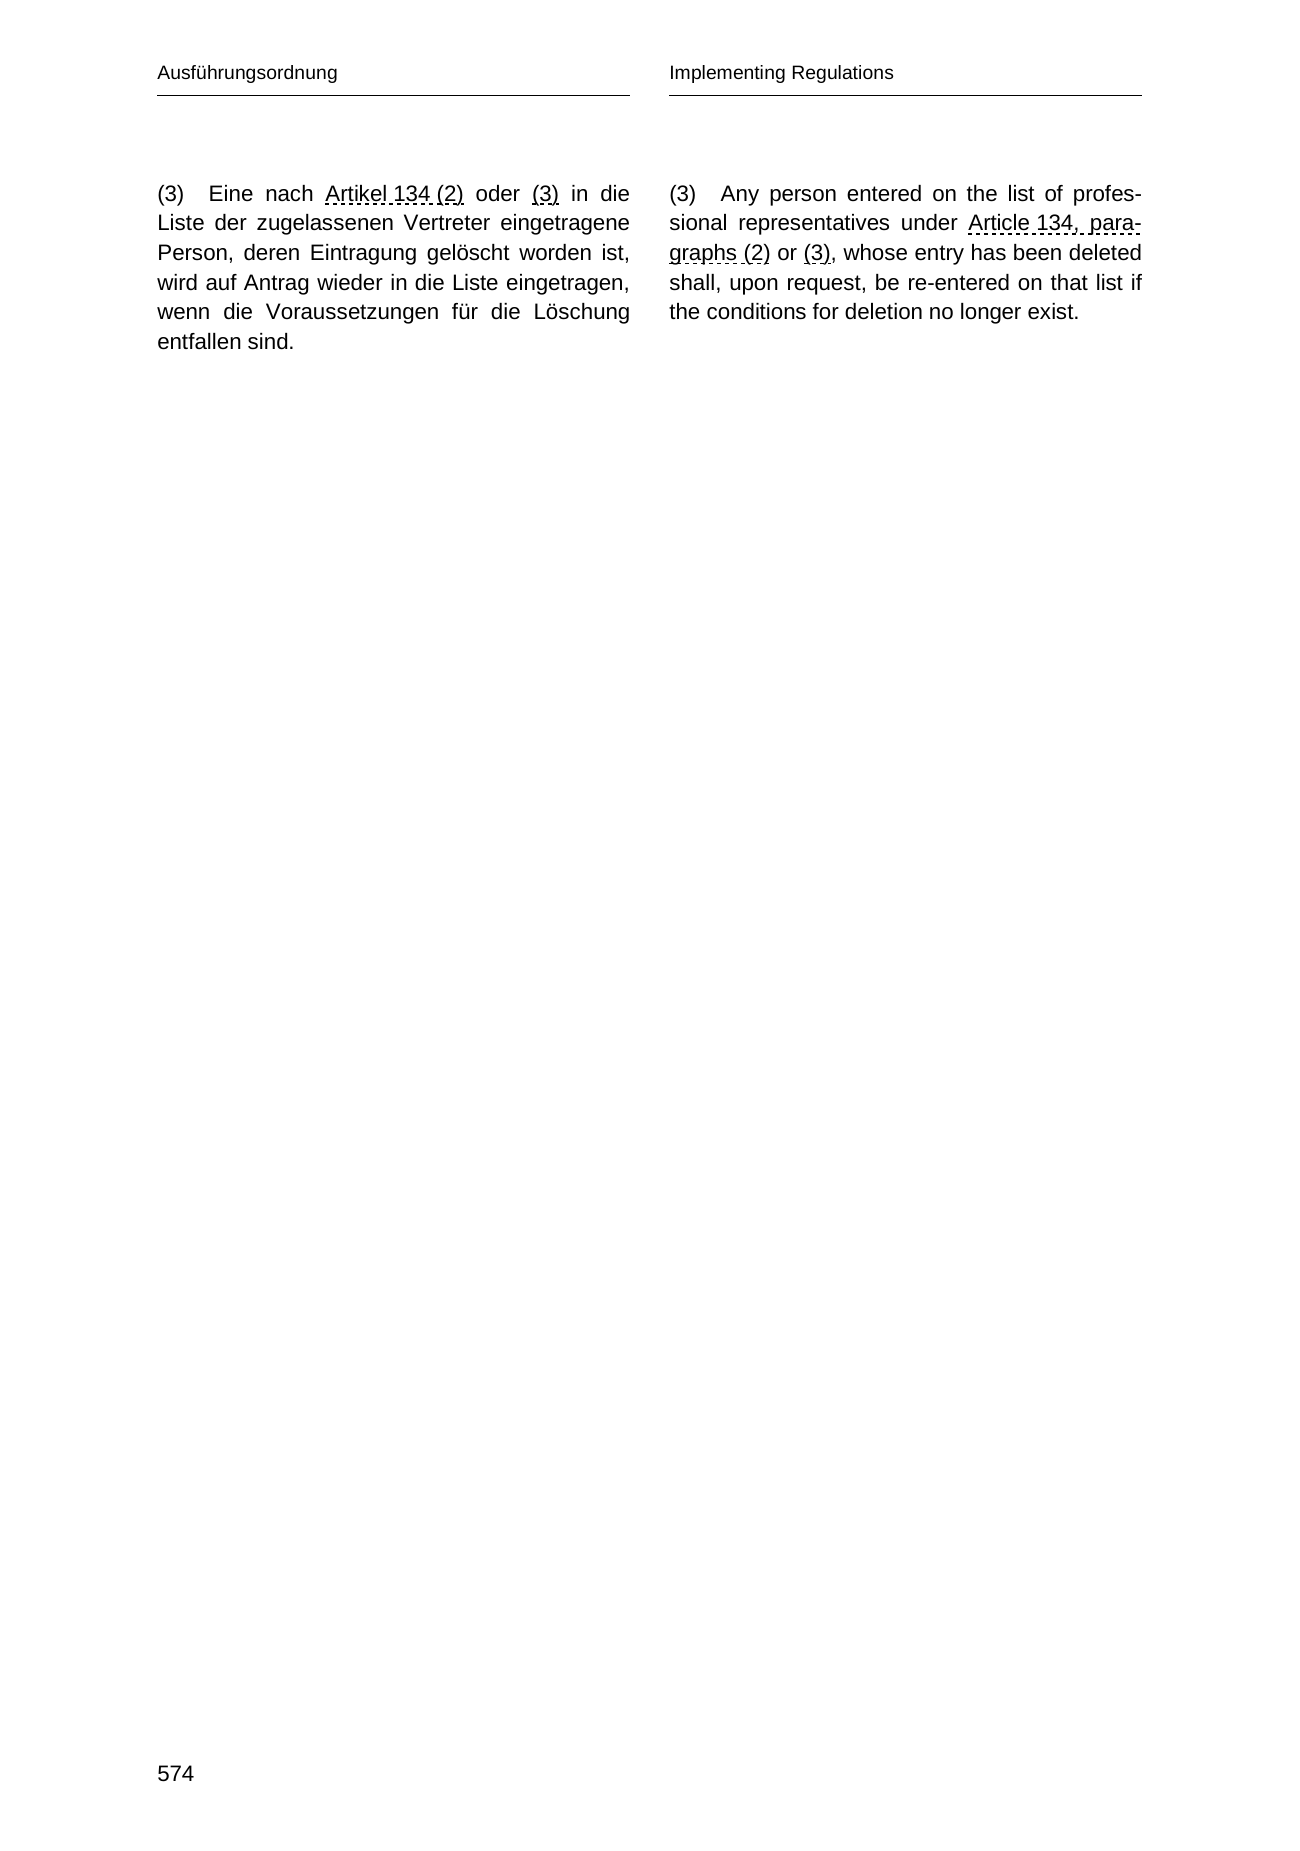 Ausführungsordnung
(3) Eine nach Artikel 134 (2) oder (3) in die
Liste der zugelassenen Vertreter eingetragene
Person, deren Eintragung gelöscht worden ist,
wird auf Antrag wieder in die Liste eingetragen,
wenn die Voraussetzungen für die Löschung
entfallen sind.
Implementing Regulations
(3) Any person entered on the list of profes-
sional representatives under Article 134, para-
graphs (2) or (3), whose entry has been deleted
shall, upon request, be re-entered on that list if
the conditions for deletion no longer exist.
574